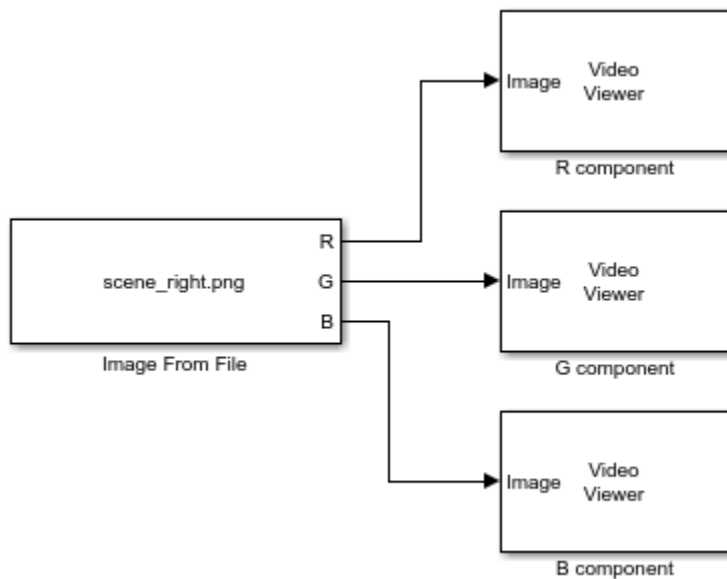 Image
Video
Viewer
R component
scene_right.png
R
G
B
Image From File
Image
Video
Viewer
G component
Image
Video
Viewer
B component